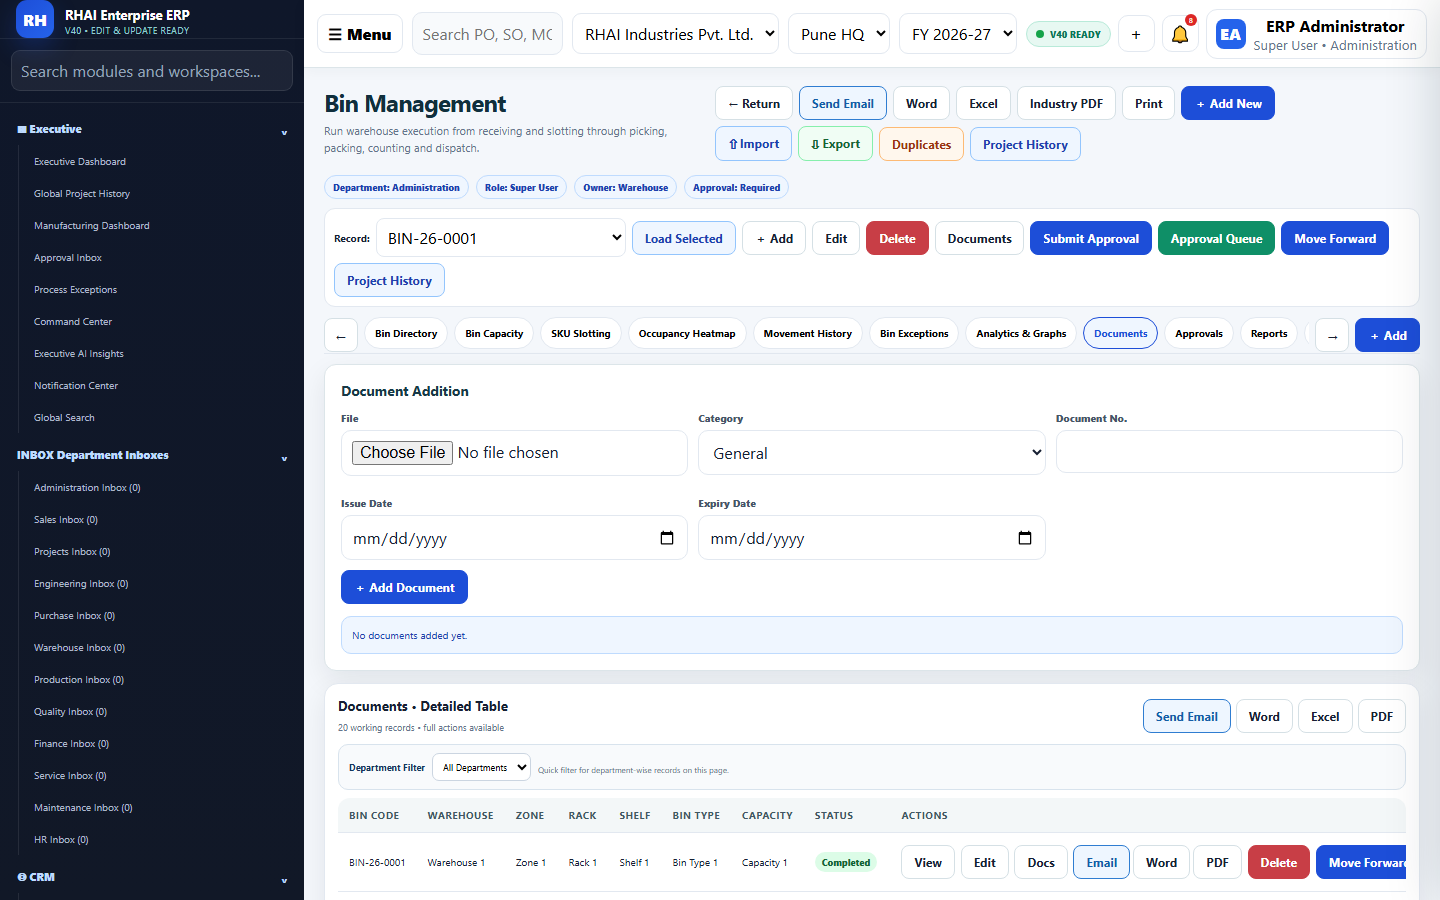 RH
RHAI Enterprise ERP
V40 • EDIT & UPDATE READY
Search modules and workspaces...
Executive
Executive Dashboard
Global Project History
Manufacturing Dashboard
Approval Inbox
Process Exceptions
Command Center
Executive AI Insights
Notification Center
Global Search
INBOX Department Inboxes
Administration Inbox (0)
Sales Inbox (0)
Projects Inbox (0)
Engineering Inbox (0)
Purchase Inbox (0)
Warehouse Inbox (0)
Production Inbox (0)
Quality Inbox (0)
Finance Inbox (0)
Service Inbox (0)
Maintenance Inbox (0)
HR Inbox (0)
CRM
☰ Menu
Search PO, SO, MO
RHAI Industries Pvt. Ltd.
Pune HQ
FY 2026-27
V40 READY
+
8
EA
ERP Administrator
Super User • Administration
Bin Management
Run warehouse execution from receiving and slotting through picking,
packing, counting and dispatch.
← Return
Send Email
Word
Excel
Industry PDF
Print
+ Add New
⇧ Import
⇩ Export
Duplicates
Project History
Department: Administration
Role: Super User
Owner: Warehouse
Approval: Required
Record:
BIN-26-0001
Load Selected
+ Add
Edit
Delete
Documents
Submit Approval
Approval Queue
Move Forward
Project History
←
Bin Directory
Bin Capacity
SKU Slotting
Occupancy Heatmap
Movement History
Bin Exceptions
Analytics & Graphs
Documents
Approvals
Reports
→
+ Add
Document Addition
File
Category
Document No.
Choose File No file chosen
General
Issue Date
Expiry Date
mm/dd/yyyy
mm/dd/yyyy
+ Add Document
No documents added yet.
Documents • Detailed Table
20 working records • full actions available
Send Email
Word
Excel
PDF
Department Filter
All Departments
Quick filter for department-wise records on this page.
BIN CODE WAREHOUSE ZONE RACK SHELF BIN TYPE CAPACITY STATUS ACTIONS
BIN-26-0001 Warehouse 1 Zone 1 Rack 1 Shelf 1 Bin Type 1 Capacity 1 Completed View Edit Docs Email Word PDF Delete Move Forward